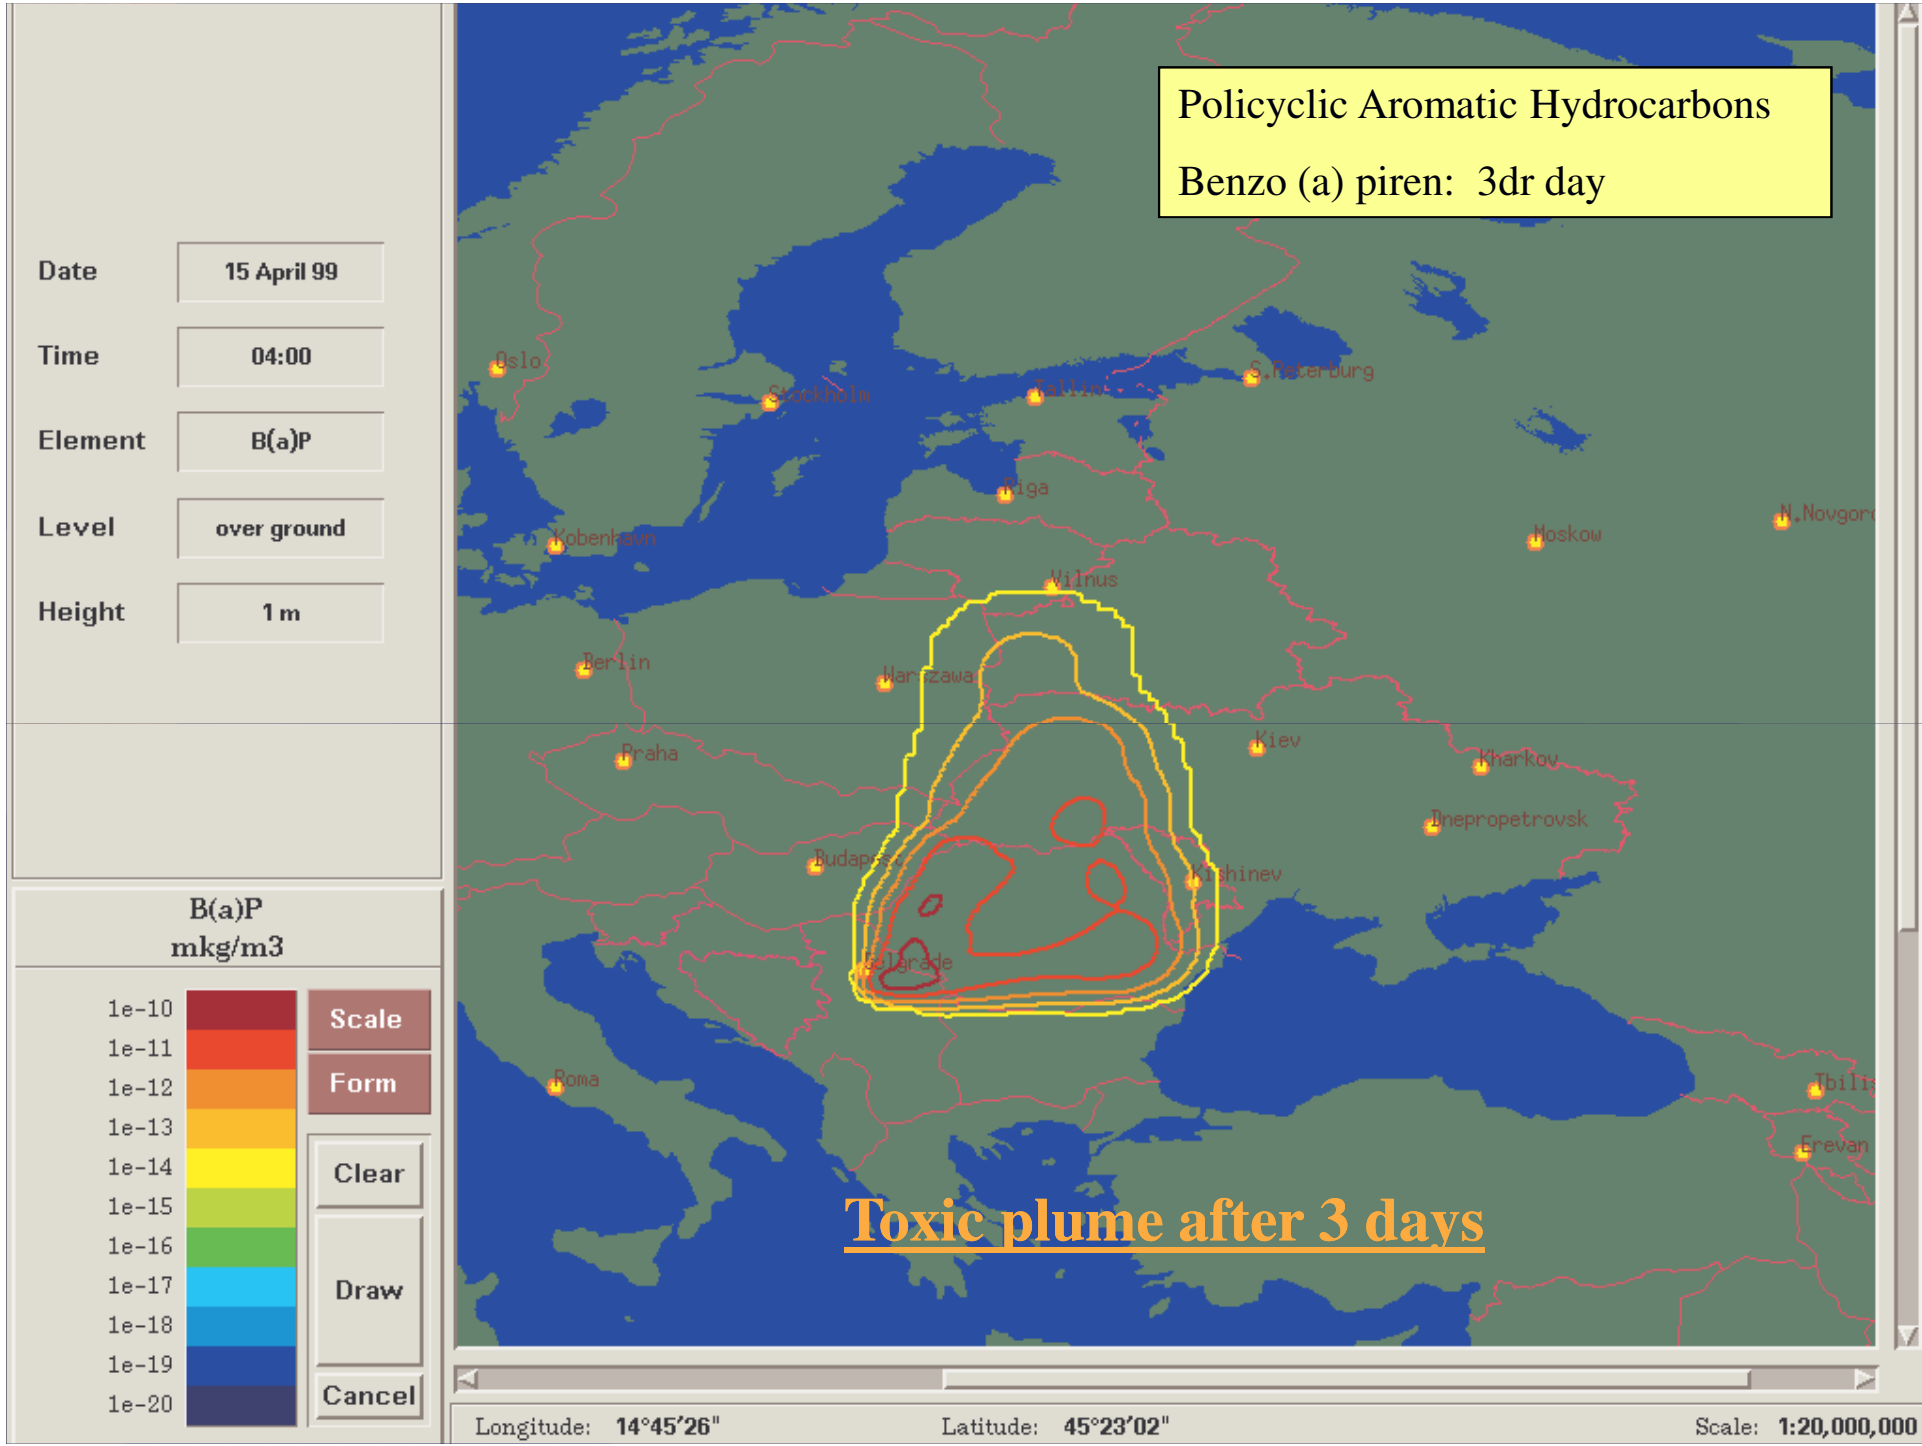 Policyclic Aromatic Hydrocarbons
Benzo (a) piren: 3dr day
Date 15 April 99
Time 04:00
Element B(a)P
Level over ground
Height 1 m
Oslo
Stockholm
Tallin
S.Peterburg
Riga
Kobenhavn
Moskow
N.Novgoro
Vilnus
Berlin
Warszawa
Praha
Kiev
Kharkov
Dnepropetrovsk
Budapest
Kishinev
Belgrade
Roma
Tbilis
Erevan
Toxic plume after 3 days
B(a)P
mkg/m3
1e-10
1e-11
1e-12
1e-13
1e-14
1e-15
1e-16
1e-17
1e-18
1e-19
1e-20
Scale
Form
Clear
Draw
Cancel
Longitude: 14°45'26" Latitude: 45°23'02" Scale: 1:20,000,000